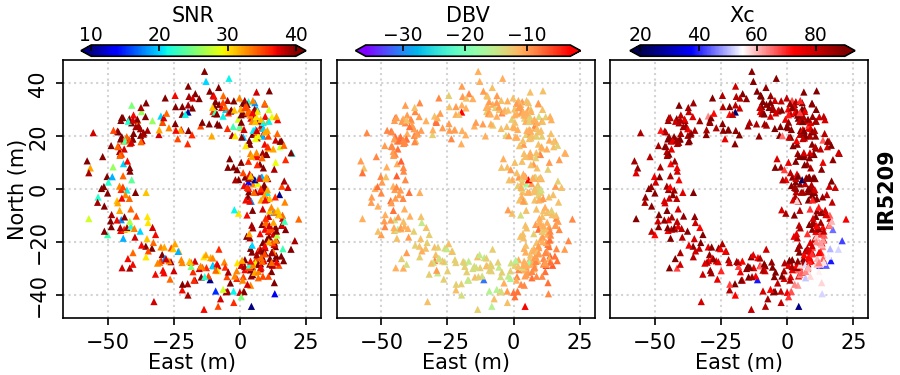 SNR DBV Xc
10 20 30 40 −30 −20 −10 20 40 60 80
40
20
0
−20
−40
North (m)
IR5209
−50 −25 0 25 −50 −25 0 25 −50 −25 0 25
East (m) East (m) East (m)